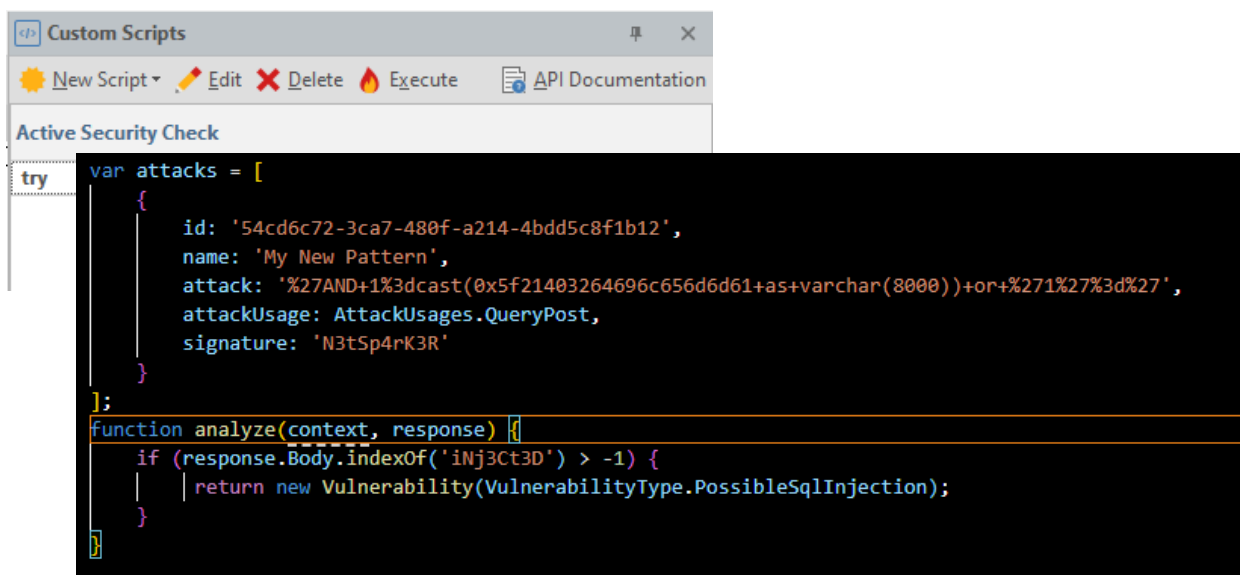 Custom Scripts
New Script Edit Delete Execute API Documentation
Active Security Check
try
var attacks = [
{
id: '54cd6c72-3ca7-480f-a214-4bdd5c8f1b12',
name: 'My New Pattern',
attack: '%27AND+1%3dcast(0x5f21403264696c656d6d61+as+varchar(8000))+or+%271%27%3d%27',
attackUsage: AttackUsages.QueryPost,
signature: 'N3tSp4rK3R'
}
];
function analyze(context, response) {
if (response.Body.indexOf('iNj3Ct3D') > -1) {
return new Vulnerability(VulnerabilityType.PossibleSqlInjection);
}
}